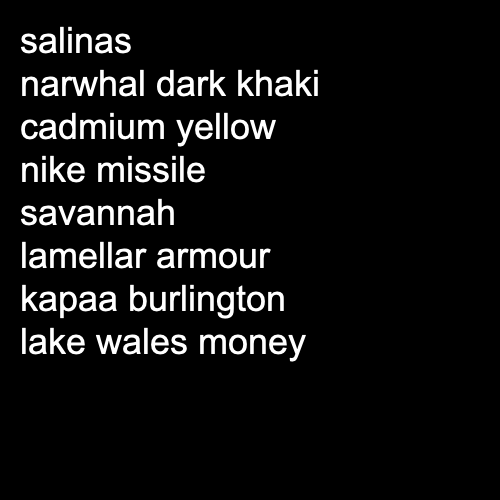 salinas
narwhal dark khaki
cadmium yellow
nike missile
savannah
lamellar armour
kapaa burlington
lake wales money